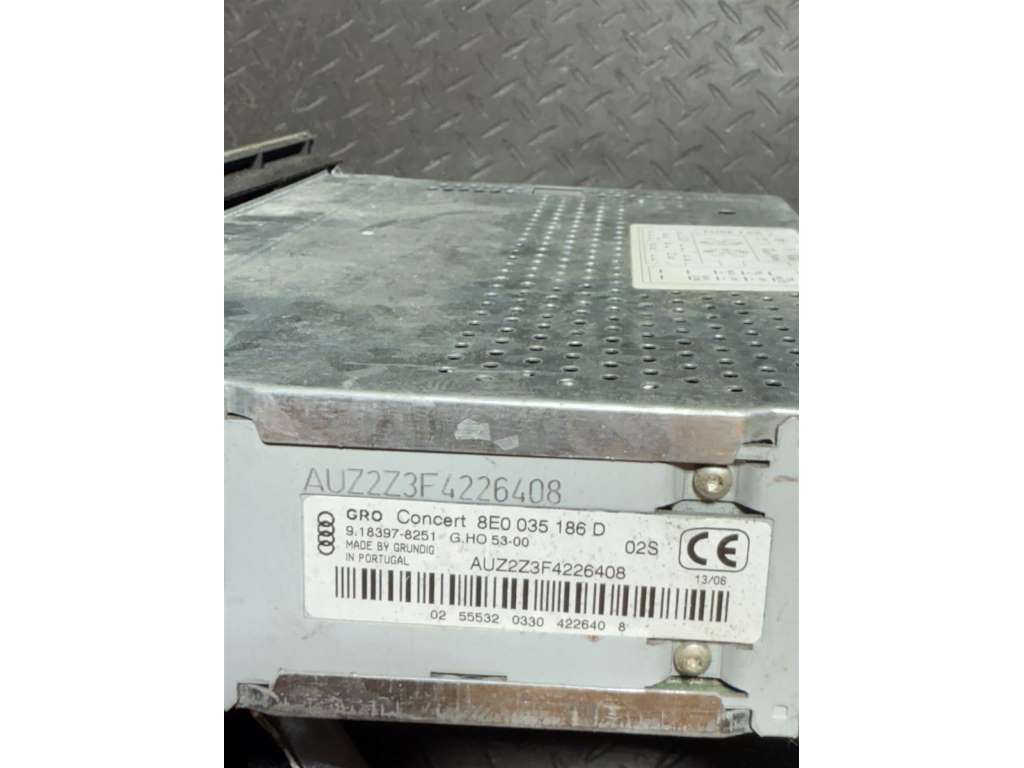 AUZ2Z3F4226408
GRO Concert 8E0 035 186 D
9.18397-8251 G.HO 53-00
02S
CE
MADE BY GRUNDIG
IN PORTUGAL
AUZ2Z3F4226408
13/06
02 55532 0330 422640 8